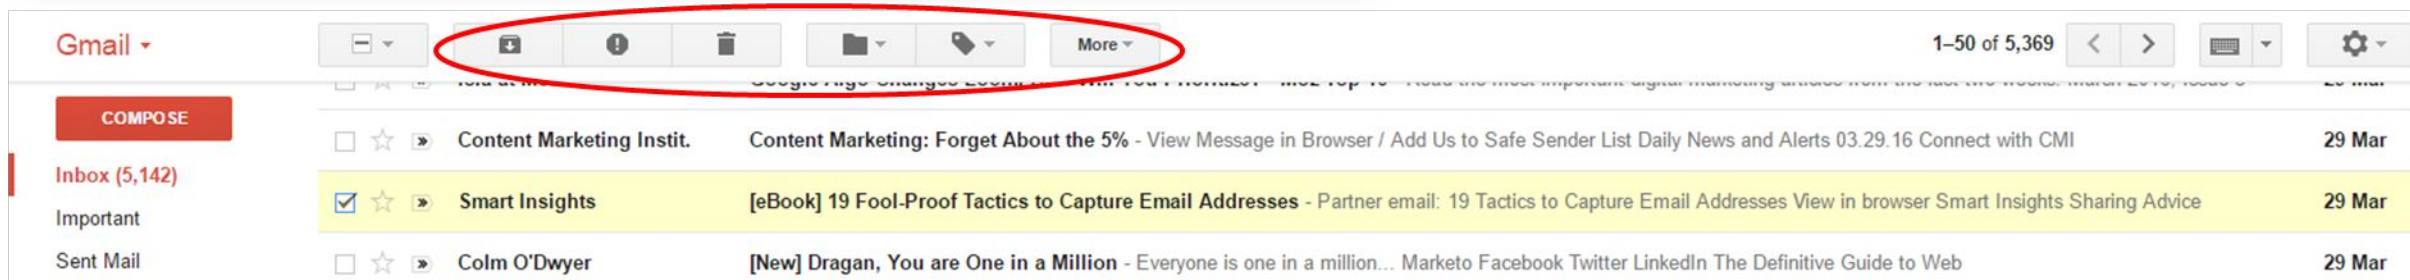 Gmail
More
1–50 of 5,369
COMPOSE
Inbox (5,142)
Important
Sent Mail
Content Marketing Instit. Content Marketing: Forget About the 5% - View Message in Browser / Add Us to Safe Sender List Daily News and Alerts 03.29.16 Connect with CMI 29 Mar
Smart Insights [eBook] 19 Fool-Proof Tactics to Capture Email Addresses - Partner email: 19 Tactics to Capture Email Addresses View in browser Smart Insights Sharing Advice 29 Mar
Colm O'Dwyer [New] Dragan, You are One in a Million - Everyone is one in a million... Marketo Facebook Twitter LinkedIn The Definitive Guide to Web 29 Mar